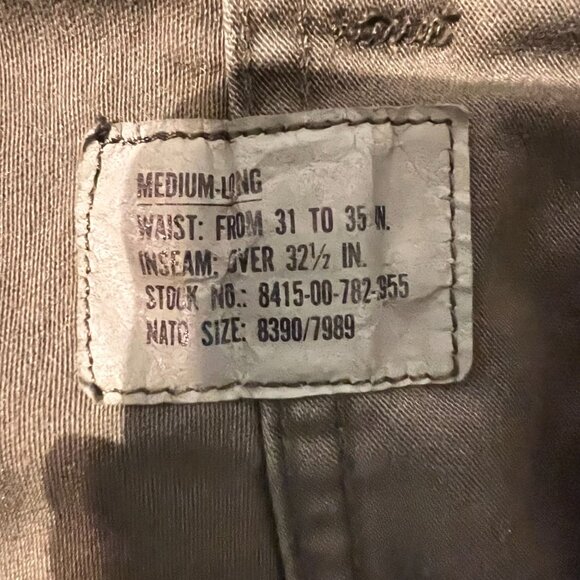 MEDIUM-LONG
WAIST: FROM 31 TO 35 IN.
INSEAM: OVER 32½ IN.
STOCK NO.: 8415-00-782-955
NATO SIZE: 8390/7989